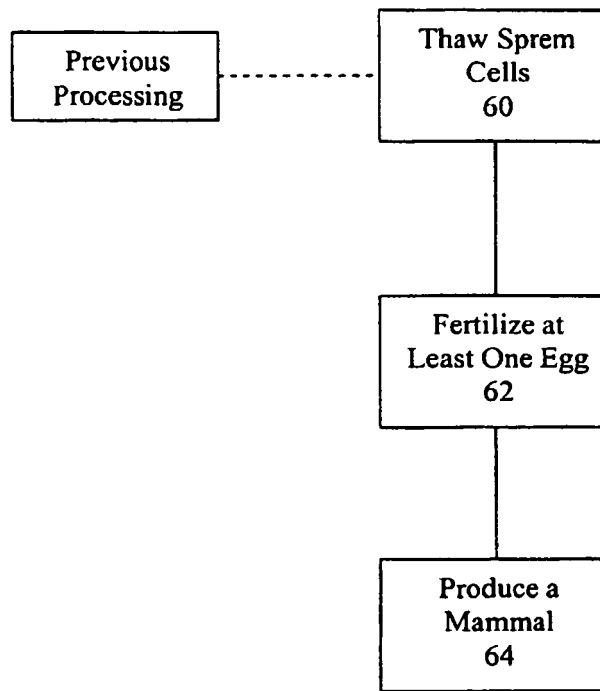 Previous
Processing
Thaw Sprem
Cells
60
Fertilize at
Least One Egg
62
Produce a
Mammal
64